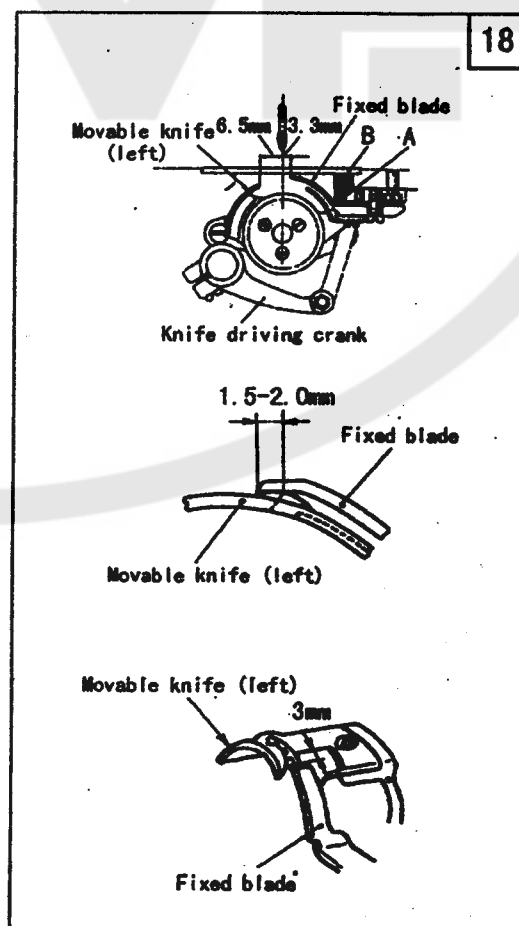 18
Fixed blade
Movable knife 6.5mm 3.3mm
(left)
B A
Knife driving crank
1.5-2.0mm
Fixed blade
Movable knife (left)
Movable knife (left)
3mm
Fixed blade